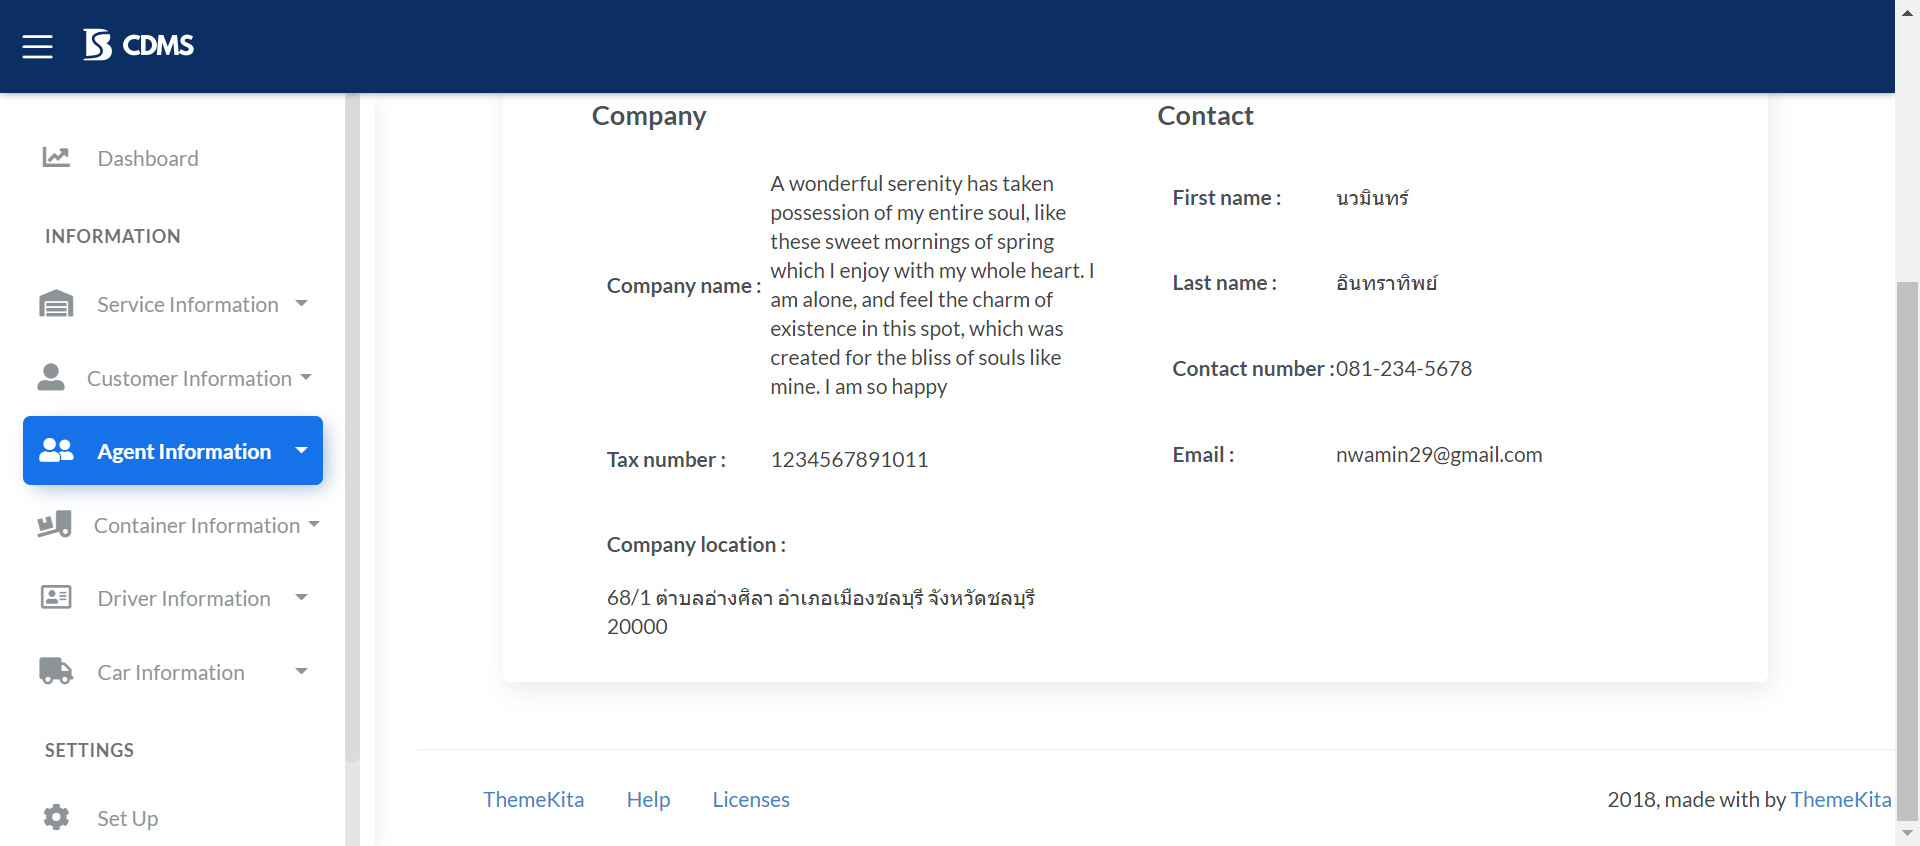 CDMS
Dashboard
INFORMATION
Service Information
Customer Information
Agent Information
Container Information
Driver Information
Car Information
SETTINGS
Set Up
Company
Company name :
A wonderful serenity has taken
possession of my entire soul, like
these sweet mornings of spring
which I enjoy with my whole heart. I
am alone, and feel the charm of
existence in this spot, which was
created for the bliss of souls like
mine. I am so happy
Tax number : 1234567891011
Company location :
68/1 ตำบลอ่างศิลา อำเภอเมืองชลบุรี จังหวัดชลบุรี
20000
Contact
First name : นวมินทร์
Last name : อินทราทิพย์
Contact number : 081-234-5678
Email : nwamin29@gmail.com
ThemeKita Help Licenses
2018, made with by ThemeKita